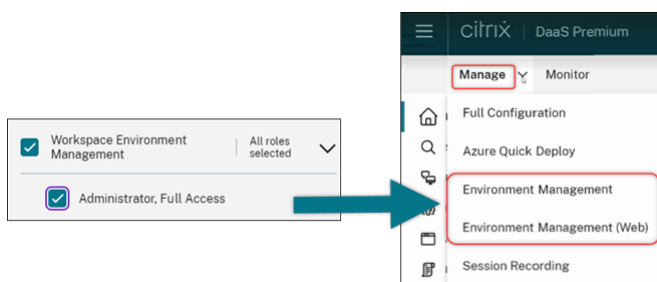 Workspace Environment
Management
All roles
selected
Administrator, Full Access
citrix
DaaS Premium
Manage
Monitor
Full Configuration
Azure Quick Deploy
Environment Management
Environment Management (Web)
Session Recording